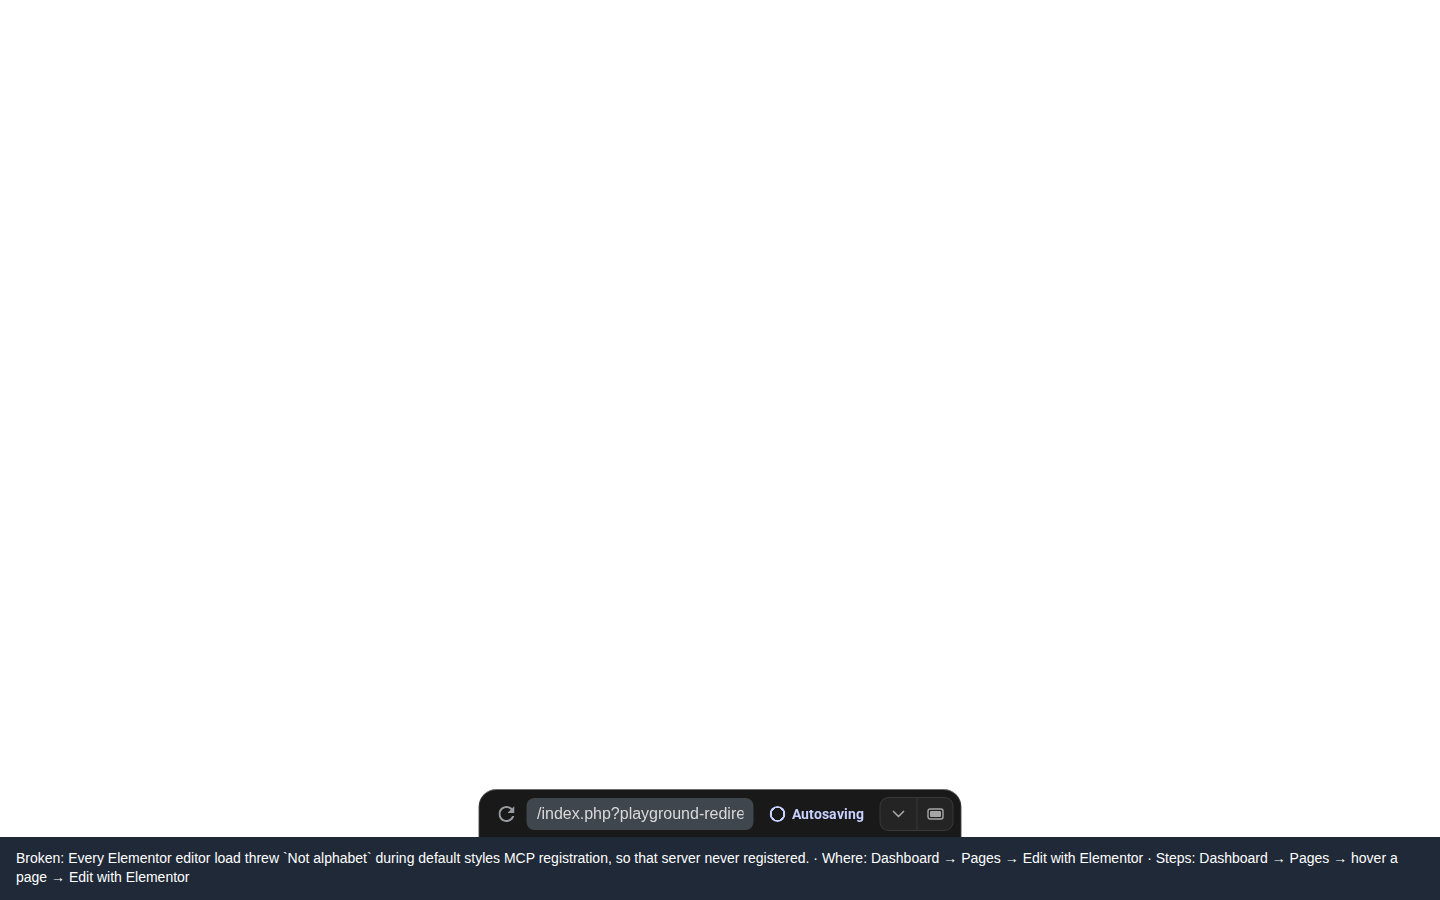 /index.php?playground-redire
Autosaving
Broken: Every Elementor editor load threw `Not alphabet` during default styles MCP registration, so that server never registered. · Where: Dashboard → Pages → Edit with Elementor · Steps: Dashboard → Pages → hover a
page → Edit with Elementor